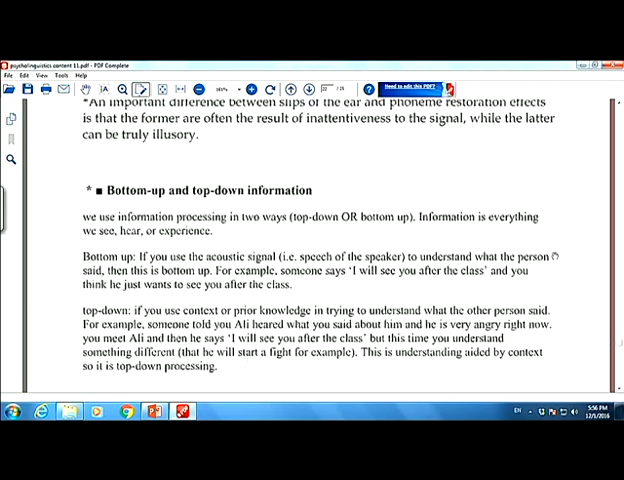 psycholinguistics content 11.pdf - PDF Complete
File Edit View Tools Help
22 / 25
Need to edit this PDF?
*An important difference between slips of the ear and phoneme restoration effects
is that the former are often the result of inattentiveness to the signal, while the latter
can be truly illusory.
* ■ Bottom-up and top-down information
we use information processing in two ways (top-down OR bottom up). Information is everything
we see, hear, or experience.
Bottom up: If you use the acoustic signal (i.e. speech of the speaker) to understand what the person
said, then this is bottom up. For example, someone says 'I will see you after the class' and you
think he just wants to see you after the class.
top-down: if you use context or prior knowledge in trying to understand what the other person said.
For example, someone told you Ali heared what you said about him and he is very angry right now.
you meet Ali and then he says 'I will see you after the class' but this time you understand
something different (that he will start a fight for example). This is understanding aided by context
so it is top-down processing.
EN
5:56 PM
12/1/2016